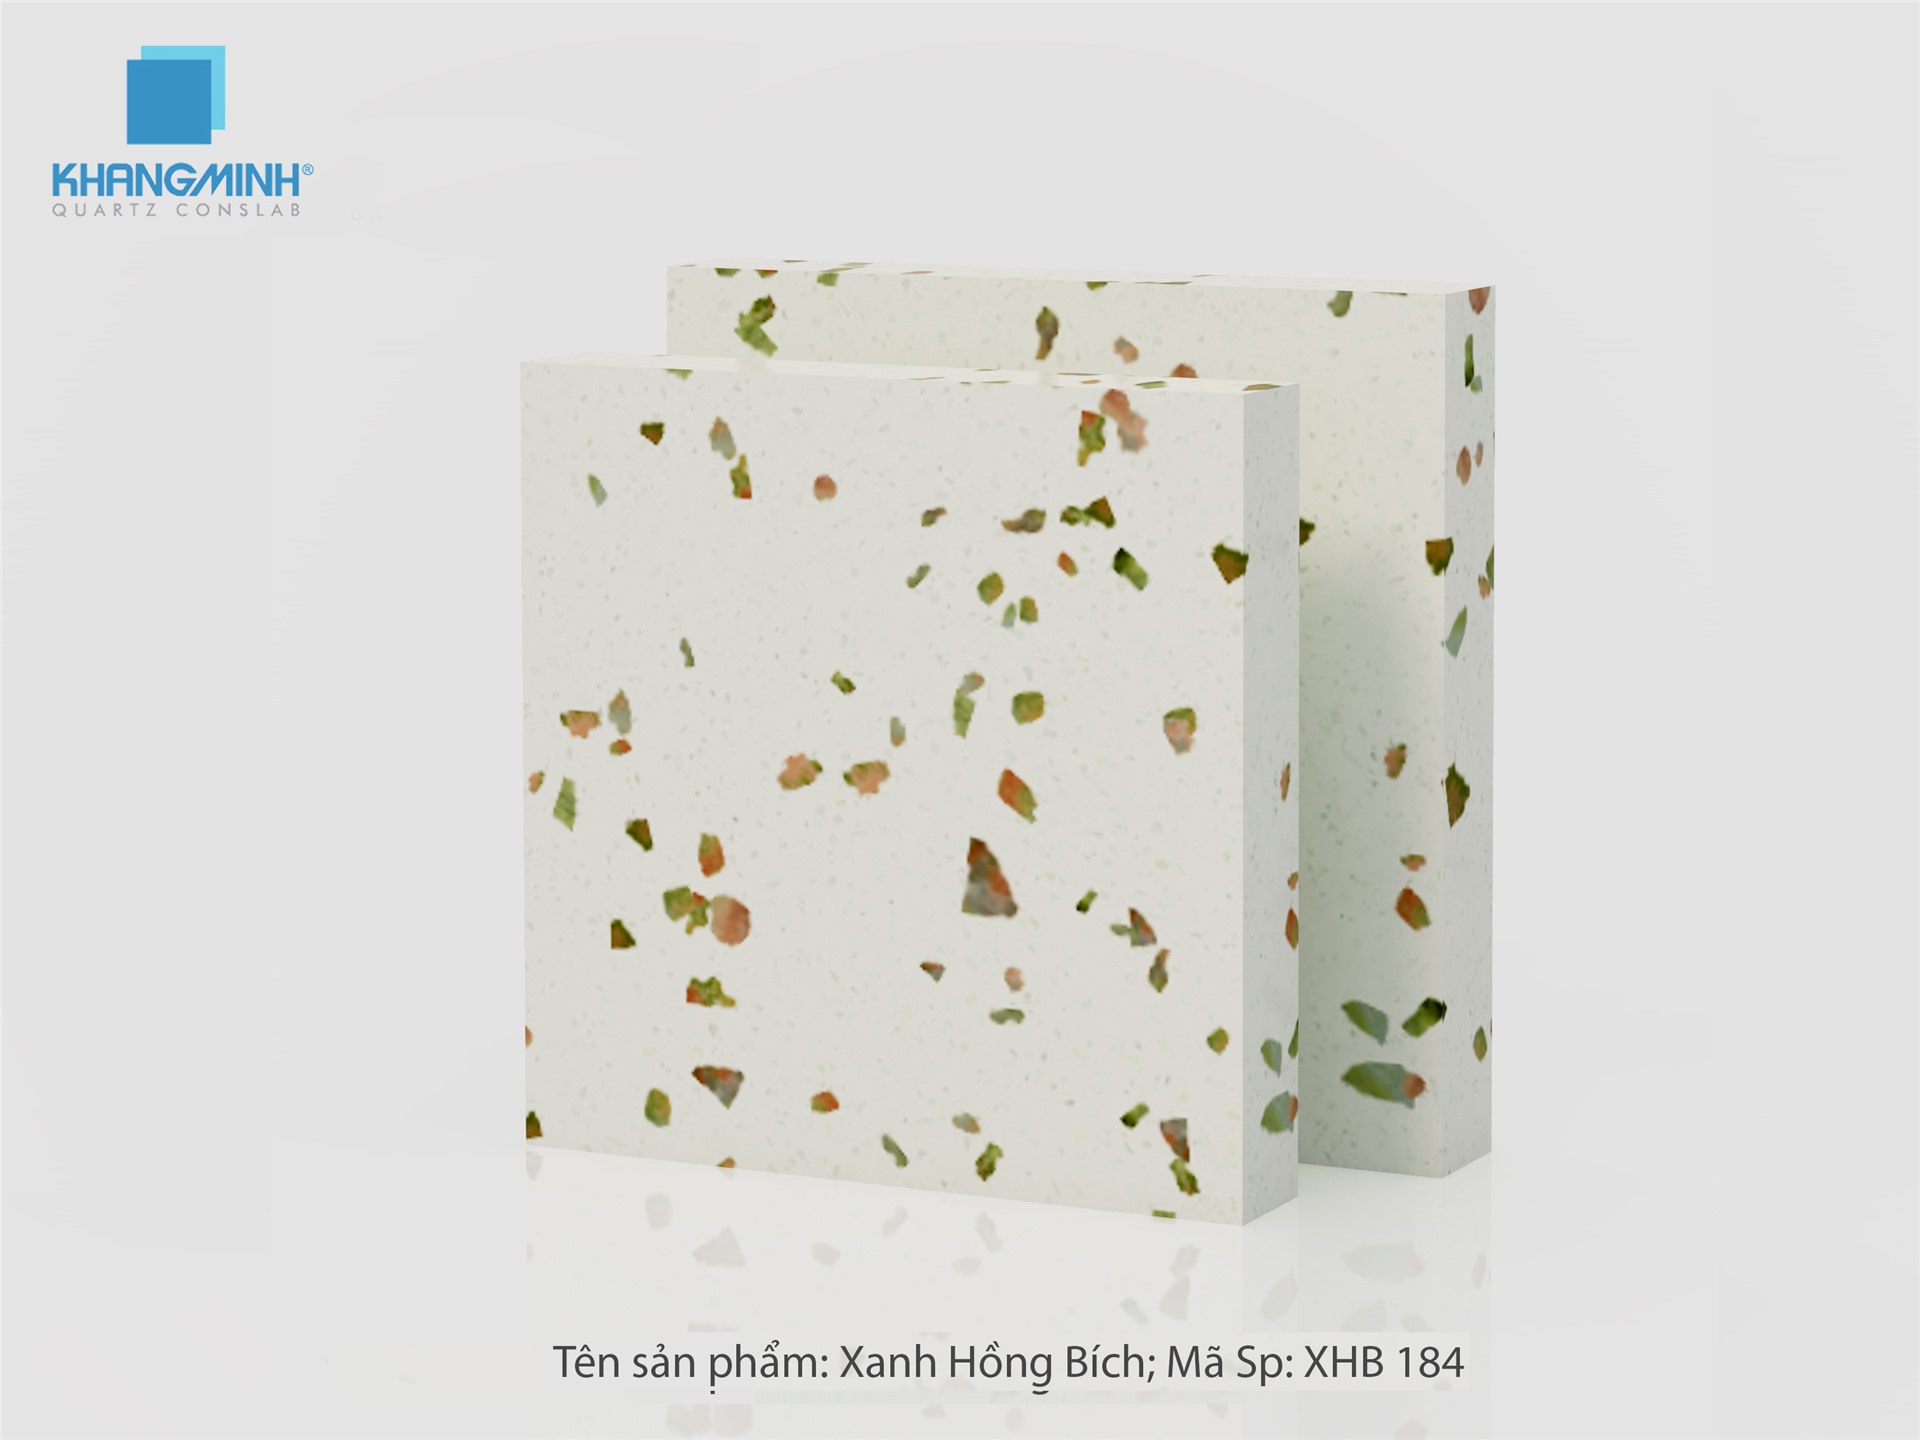 KHANGMINH®
QUARTZ CONSLAB
Tên sản phẩm: Xanh Hồng Bích; Mã Sp: XHB 184